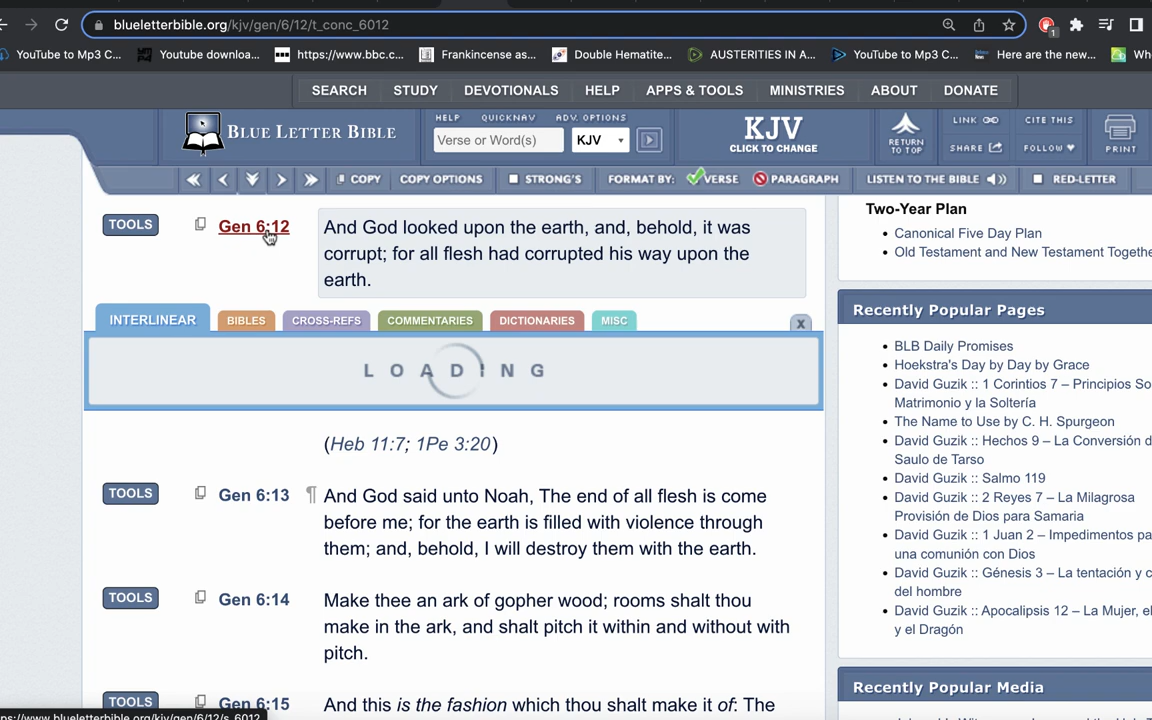 blueletterbible.org/kjv/gen/6/12/t_conc_6012
1
YouTube to Mp3 C...
Youtube downloa...
https://www.bbc.c...
Frankincense as...
Double Hematite...
AUSTERITIES IN A...
YouTube to Mp3 C...
Here are the new...
Wh
SEARCH
STUDY
DEVOTIONALS
HELP
APPS & TOOLS
MINISTRIES
ABOUT
DONATE
BLUE LETTER BIBLE
HELP
QUICKNAV
ADV. OPTIONS
Verse or Word(s)
KJV
KJV
CLICK TO CHANGE
RETURN
TO TOP
LINK
CITE THIS
SHARE
FOLLOW
PRINT
COPY
COPY OPTIONS
STRONG'S
FORMAT BY:
VERSE
PARAGRAPH
LISTEN TO THE BIBLE
RED-LETTER
TOOLS
Gen 6:12
And God looked upon the earth, and, behold, it was
corrupt; for all flesh had corrupted his way upon the
earth.
INTERLINEAR
BIBLES
CROSS-REFS
COMMENTARIES
DICTIONARIES
MISC
X
LOADING
(Heb 11:7; 1Pe 3:20)
TOOLS
Gen 6:13
¶ And God said unto Noah, The end of all flesh is come
before me; for the earth is filled with violence through
them; and, behold, I will destroy them with the earth.
TOOLS
Gen 6:14
Make thee an ark of gopher wood; rooms shalt thou
make in the ark, and shalt pitch it within and without with
pitch.
TOOLS
Gen 6:15
And this is the fashion which thou shalt make it of: The
ps://www.blueletterbible.org/kjv/gen/6/12/s_6012
Two-Year Plan
Canonical Five Day Plan
Old Testament and New Testament Togethe
Recently Popular Pages
BLB Daily Promises
Hoekstra's Day by Day by Grace
David Guzik :: 1 Corintios 7 – Principios So
Matrimonio y la Soltería
The Name to Use by C. H. Spurgeon
David Guzik :: Hechos 9 – La Conversión d
Saulo de Tarso
David Guzik :: Salmo 119
David Guzik :: 2 Reyes 7 – La Milagrosa
Provisión de Dios para Samaria
David Guzik :: 1 Juan 2 – Impedimentos pa
una comunión con Dios
David Guzik :: Génesis 3 – La tentación y c
del hombre
David Guzik :: Apocalipsis 12 – La Mujer, el
y el Dragón
Recently Popular Media